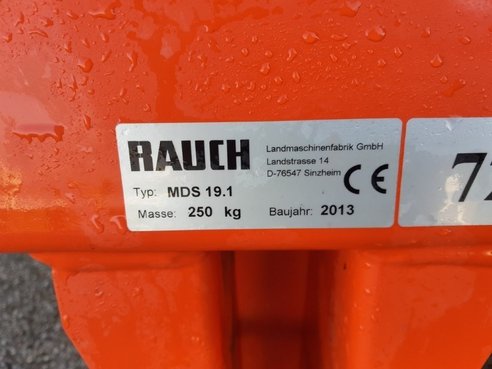 RAUCH
Landmaschinenfabrik GmbH
Landstrasse 14
D-76547 Sinzheim
Typ: MDS 19.1
CE
Masse: 250 kg Baujahr: 2013